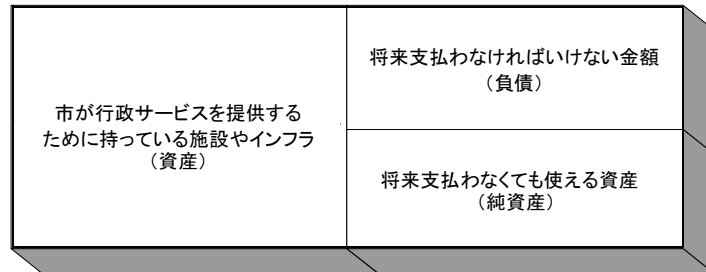 市が行政サービスを提供する
ために持っている施設やインフラ
（資産）
将来支払わなければいけない金額
（負債）
将来支払わなくても使える資産
（純資産）